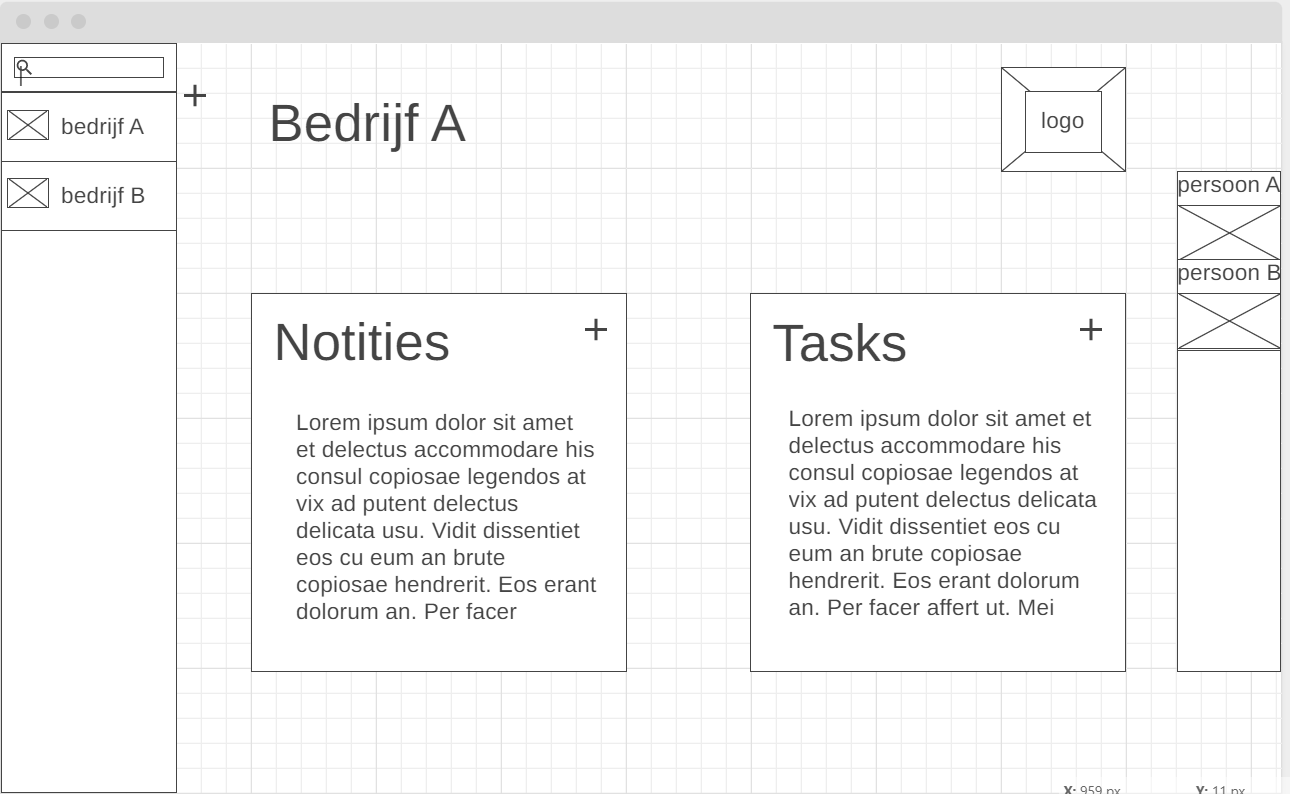 bedrijf A
bedrijf B
Bedrijf A
logo
persoon A
persoon B
Notities
Lorem ipsum dolor sit amet
et delectus accommodare his
consul copiosae legendos at
vix ad putent delectus
delicata usu. Vidit dissentiet
eos cu eum an brute
copiosae hendrerit. Eos erant
dolorum an. Per facer
Tasks
Lorem ipsum dolor sit amet et
delectus accommodare his
consul copiosae legendos at
vix ad putent delectus delicata
usu. Vidit dissentiet eos cu
eum an brute copiosae
hendrerit. Eos erant dolorum
an. Per facer affert ut. Mei
X: 959 px
Y: 11 px